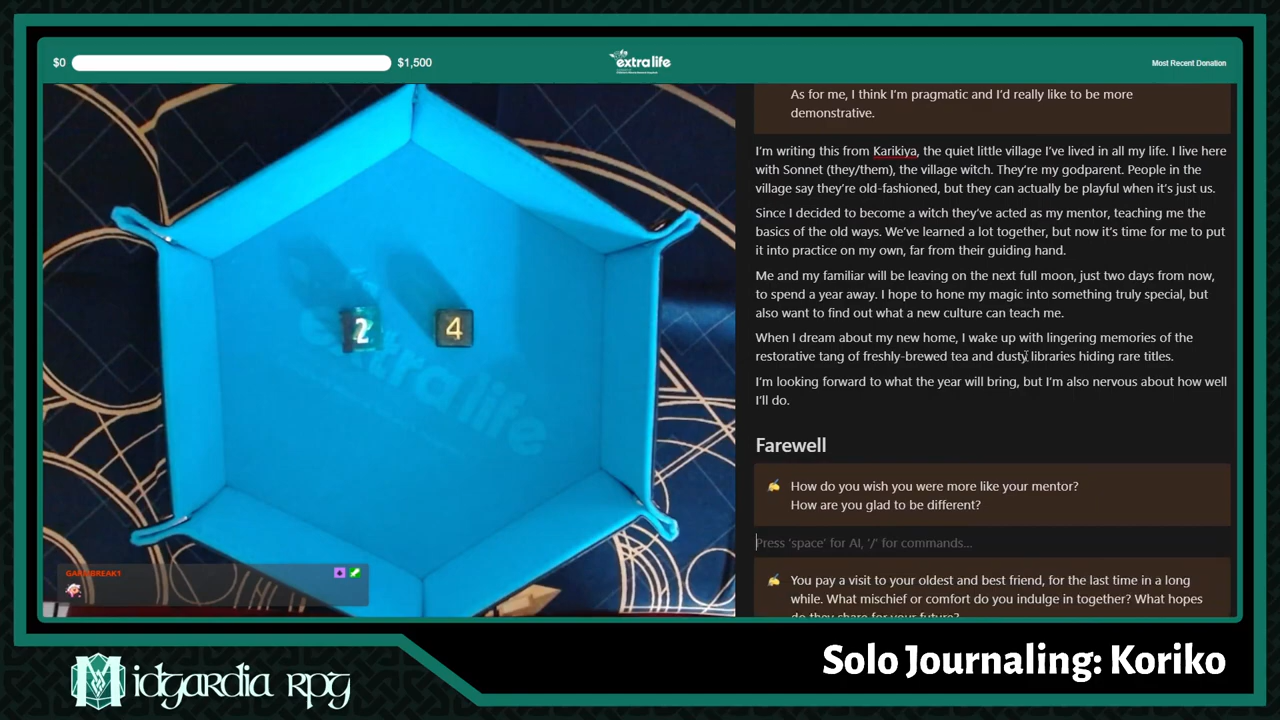 $0
$1,500
extralife
Most Recent Donation
As for me, I think I'm pragmatic and I'd really like to be more
demonstrative.
I'm writing this from Karikiya, the quiet little village I've lived in all my life. I live here
with Sonnet (they/them), the village witch. They're my godparent. People in the
village say they're old-fashioned, but they can actually be playful when it's just us.
Since I decided to become a witch they've acted as my mentor, teaching me the
basics of the old ways. We've learned a lot together, but now it's time for me to put
it into practice on my own, far from their guiding hand.
Me and my familiar will be leaving on the next full moon, just two days from now,
to spend a year away. I hope to hone my magic into something truly special, but
also want to find out what a new culture can teach me.
When I dream about my new home, I wake up with lingering memories of the
restorative tang of freshly-brewed tea and dusty libraries hiding rare titles.
I'm looking forward to what the year will bring, but I'm also nervous about how well
I'll do.
Farewell
How do you wish you were more like your mentor?
How are you glad to be different?
Press 'space' for AI, '/' for commands...
You pay a visit to your oldest and best friend, for the last time in a long
while. What mischief or comfort do you indulge in together? What hopes
do they share for your future?
2
4
extra life
Solo Journaling: Koriko
Midgardia RPG